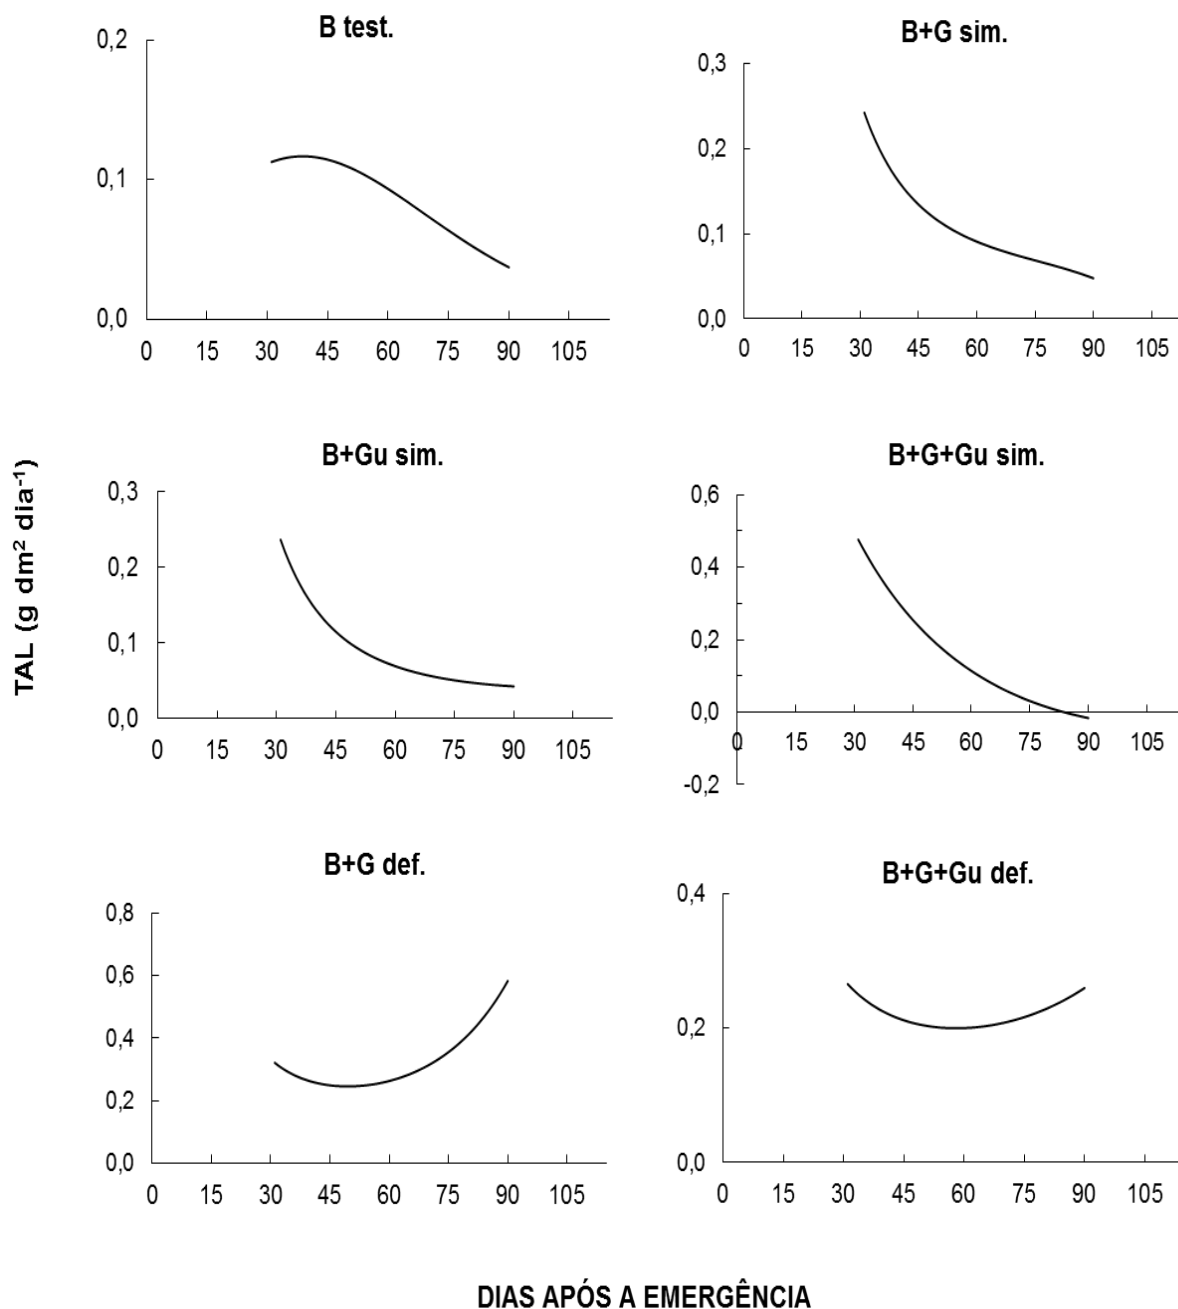 B test.
0,2
0,1
0,0
0 15 30 45 60 75 90 105
B+G sim.
0,3
0,2
0,1
0,0
0 15 30 45 60 75 90 105
TAL (g dm² dia⁻¹)
B+Gu sim.
0,3
0,2
0,1
0,0
0 15 30 45 60 75 90 105
B+G+Gu sim.
0,6
0,4
0,2
0,0
0 15 30 45 60 75 90 105
-0,2
B+G def.
0,8
0,6
0,4
0,2
0,0
0 15 30 45 60 75 90 105
B+G+Gu def.
0,4
0,2
0,0
0 15 30 45 60 75 90 105
DIAS APÓS A EMERGÊNCIA